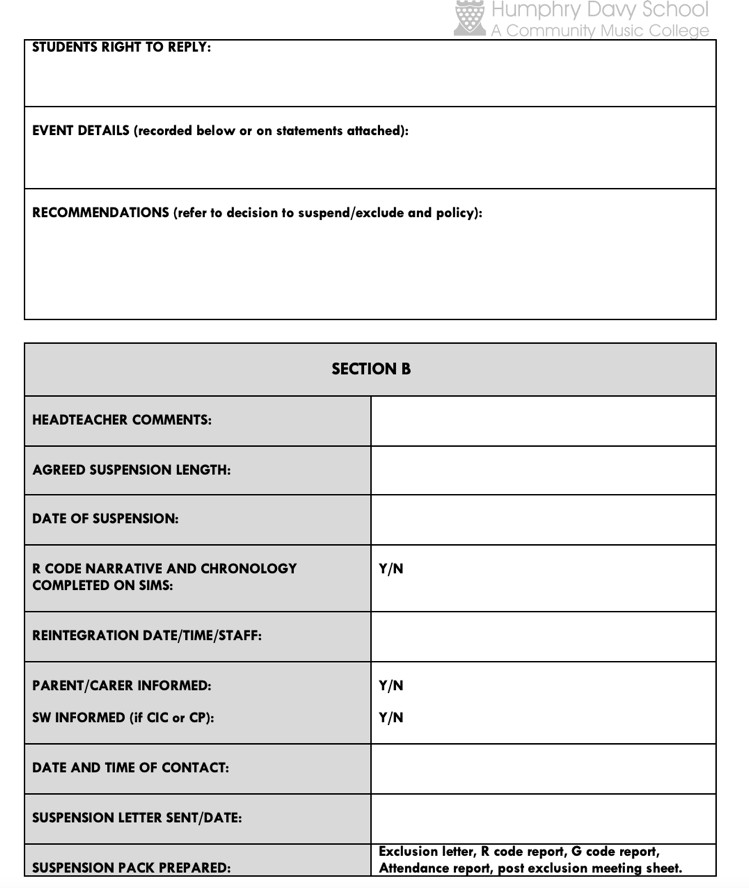 Humphry Davy School
A Community Music College
STUDENTS RIGHT TO REPLY:
EVENT DETAILS (recorded below or on statements attached):
RECOMMENDATIONS (refer to decision to suspend/exclude and policy):
SECTION B
HEADTEACHER COMMENTS:
AGREED SUSPENSION LENGTH:
DATE OF SUSPENSION:
R CODE NARRATIVE AND CHRONOLOGY
COMPLETED ON SIMS:
Y/N
REINTEGRATION DATE/TIME/STAFF:
PARENT/CARER INFORMED:
Y/N
SW INFORMED (if CIC or CP):
Y/N
DATE AND TIME OF CONTACT:
SUSPENSION LETTER SENT/DATE:
SUSPENSION PACK PREPARED:
Exclusion letter, R code report, G code report,
Attendance report, post exclusion meeting sheet.